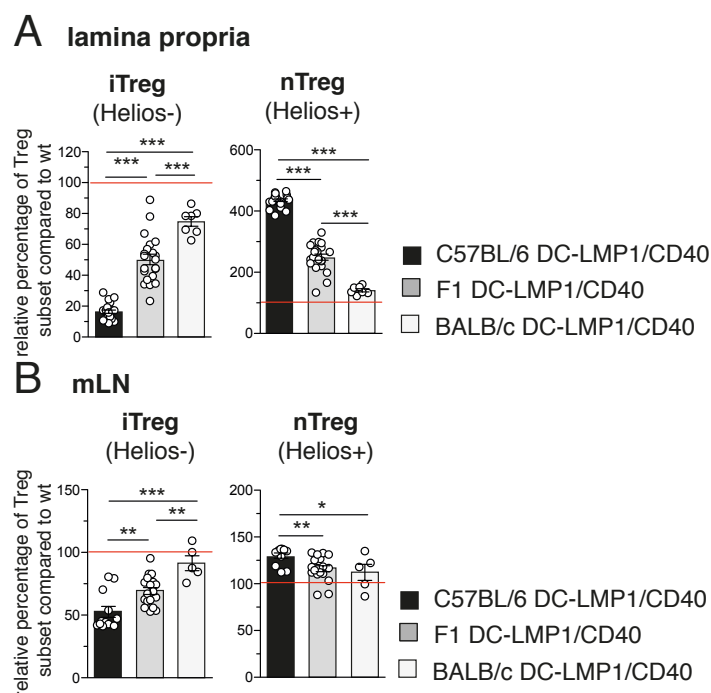 A lamina propria
iTreg
(Helios-)
nTreg
(Helios+)
relative percentage of Treg
subset compared to wt
120
100
80
60
40
20
0
***
***
***
600
400
200
0
***
***
***
C57BL/6 DC-LMP1/CD40
F1 DC-LMP1/CD40
BALB/c DC-LMP1/CD40
B mLN
iTreg
(Helios-)
nTreg
(Helios+)
relative percentage of Treg
subset compared to wt
150
100
50
0
***
**
**
200
150
100
50
0
*
**
C57BL/6 DC-LMP1/CD40
F1 DC-LMP1/CD40
BALB/c DC-LMP1/CD40